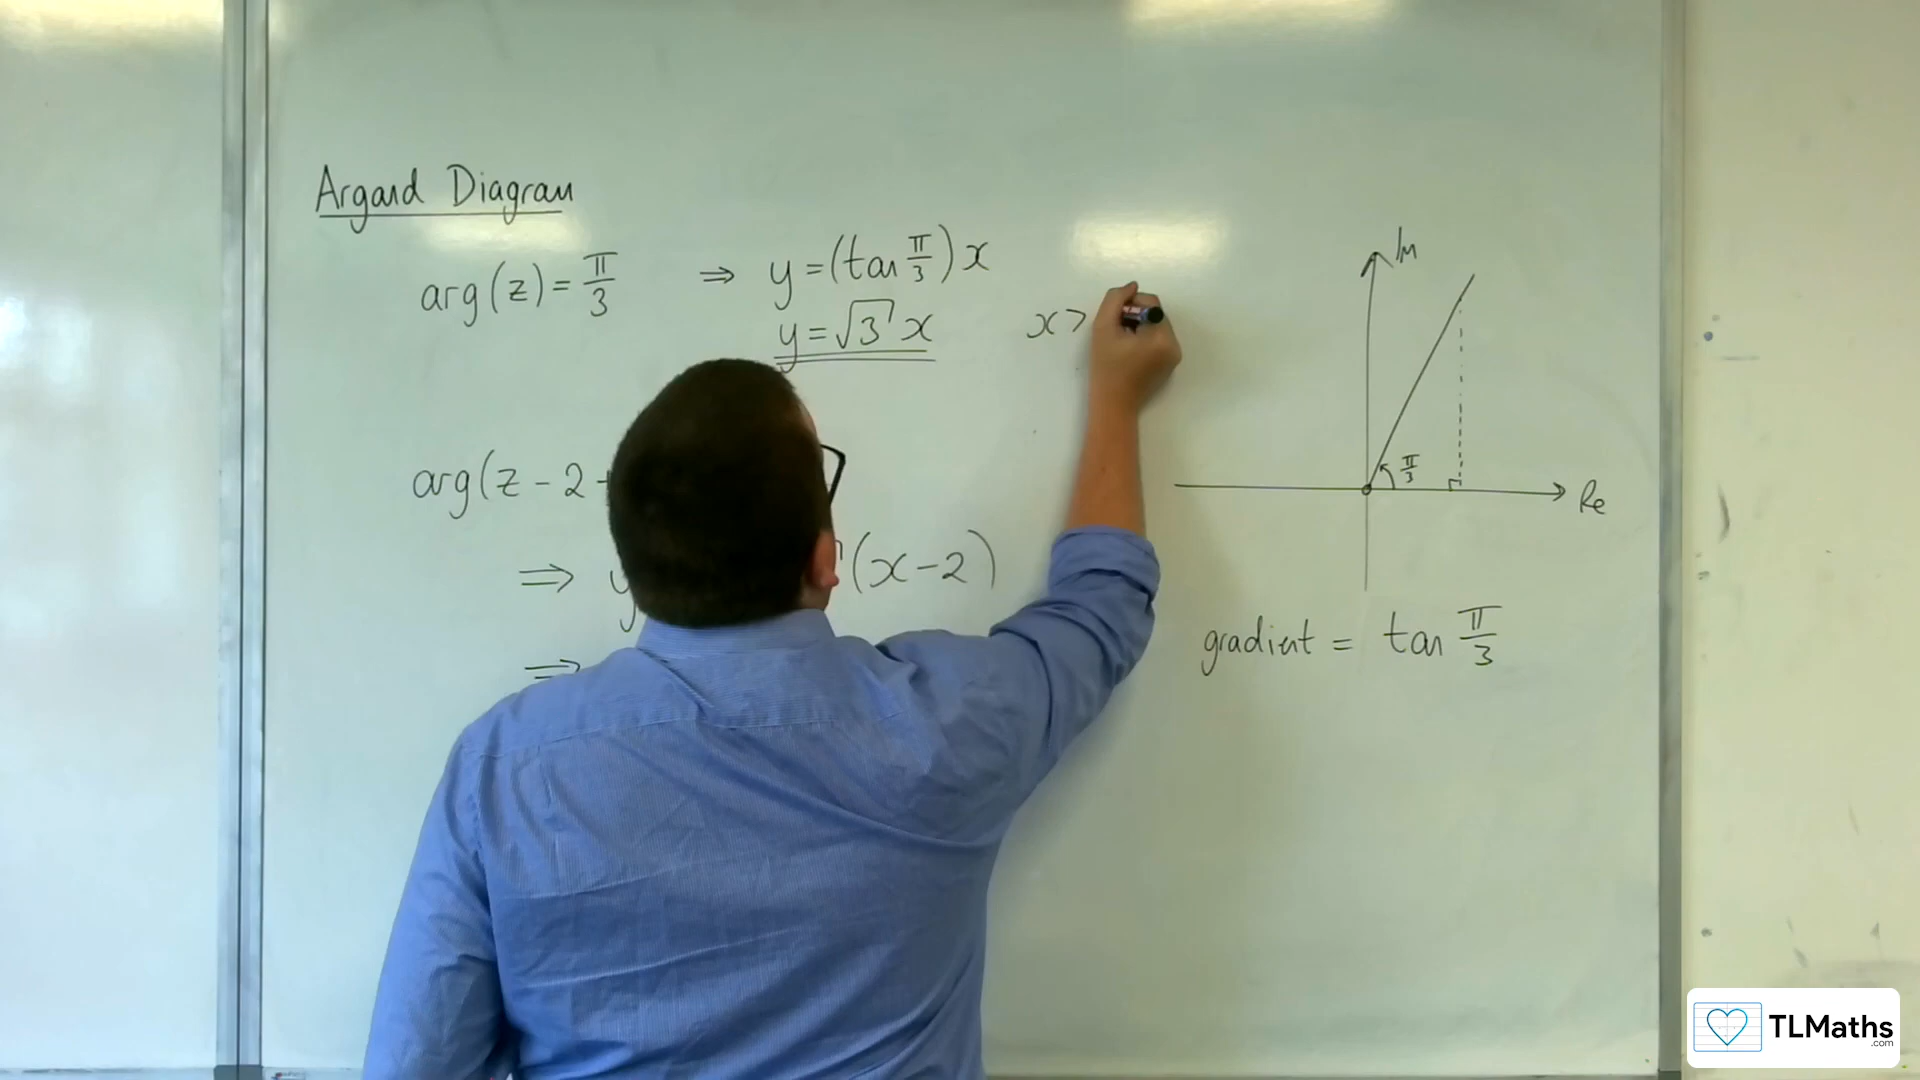 Argand Diagram
arg(z) = π/3 ⇒ y = (tan π/3) x
y = √3 x x >
arg(z - 2
⇒ y (x - 2)
⇒
Im
π/3
Re
gradient = tan π/3
TLMaths
.com